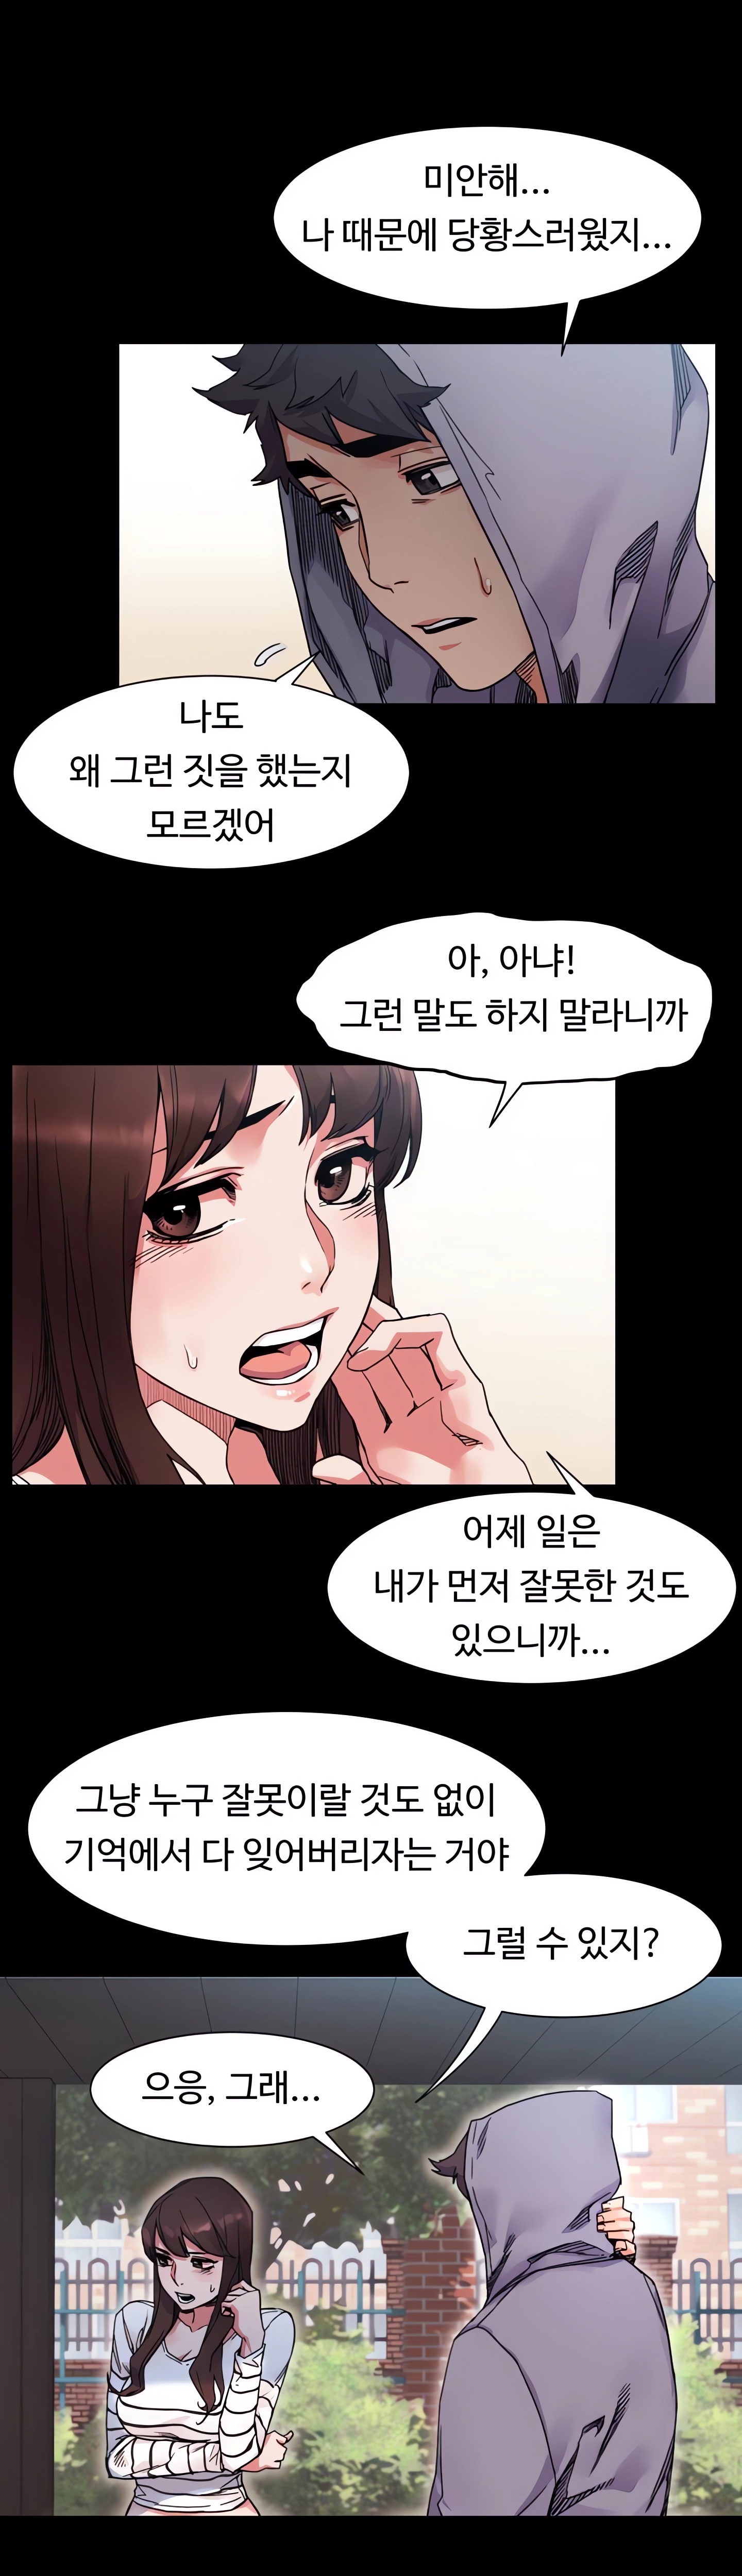 미안해...
나 때문에 당황스러웠지...
나도
왜 그런 짓을 했는지
모르겠어
아, 아냐!
그런 말도 하지 말라니까
어제 일은
내가 먼저 잘못한 것도
있으니까...
그냥 누구 잘못이랄 것도 없이
기억에서 다 잊어버리자는 거야
그럴 수 있지?
으응, 그래...